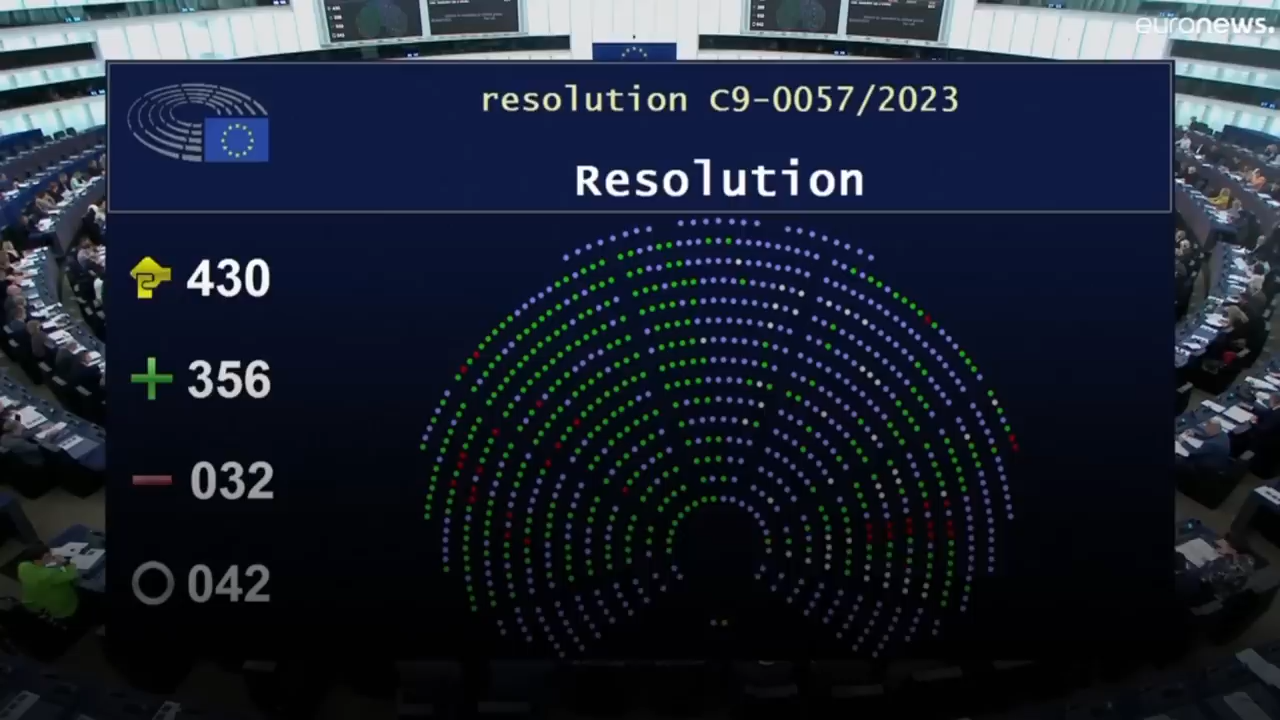 euronews.
resolution C9-0057/2023
Resolution
430
356
032
042